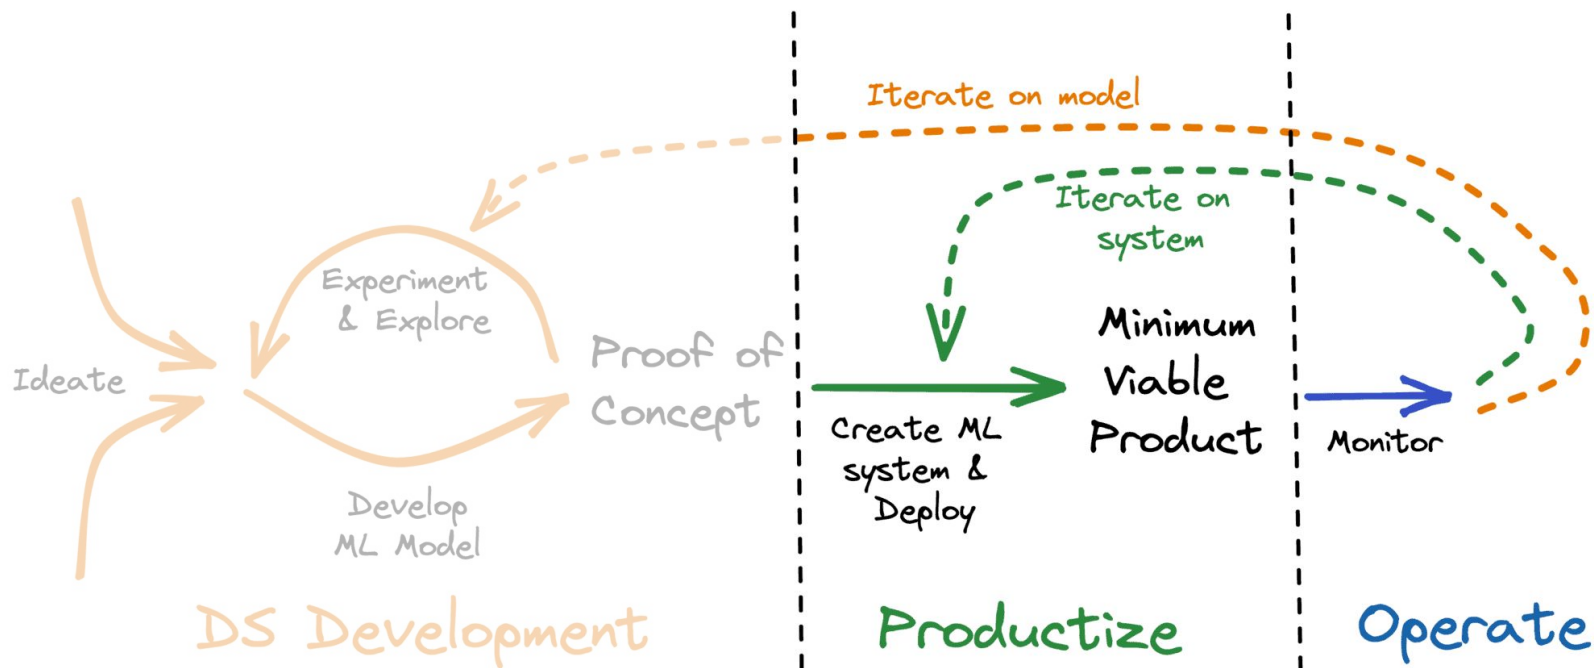 Iterate on model
Iterate on
system
Experiment
& Explore
Ideate
Proof of
Concept
Develop
ML Model
Create ML
system &
Deploy
Minimum
Viable
Product
Monitor
DS Development
Productize
Operate